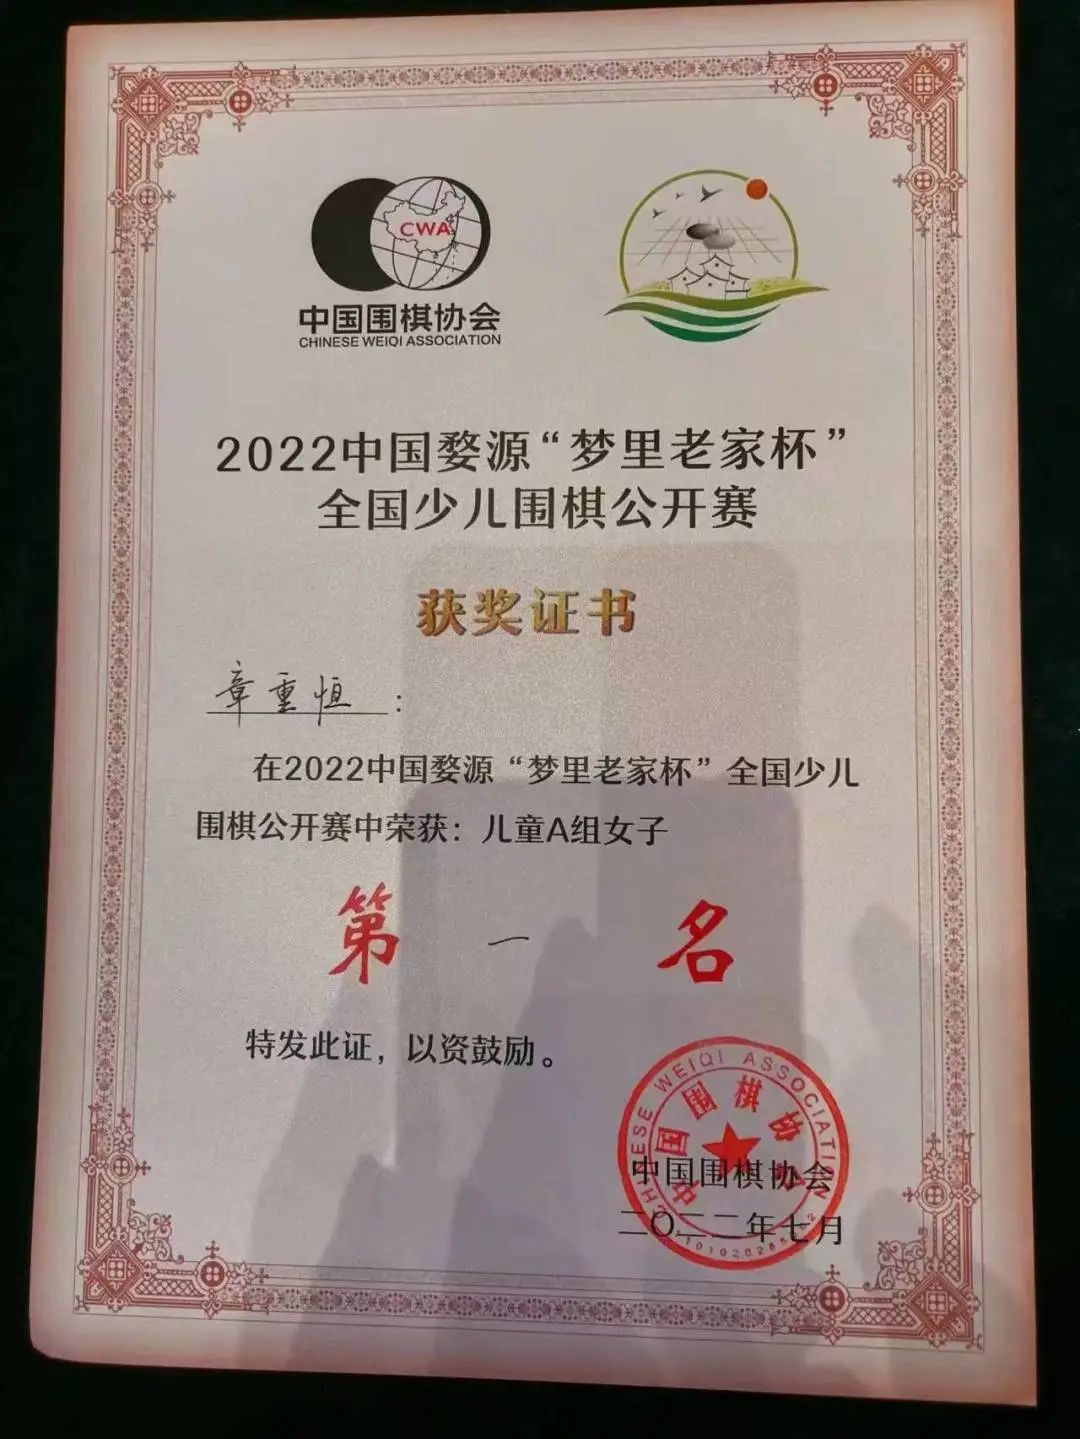 CWA
中国围棋协会
CHINESE WEIQI ASSOCIATION
2022中国婺源“梦里老家杯”
全国少儿围棋公开赛
获奖证书
章重恒：
在2022中国婺源“梦里老家杯”全国少儿
围棋公开赛中荣获：儿童A组女子
第一名
特发此证，以资鼓励。
CHINESE WEIQI ASSOCIATION
中国围棋协会
中国围棋协会
二〇二二年七月